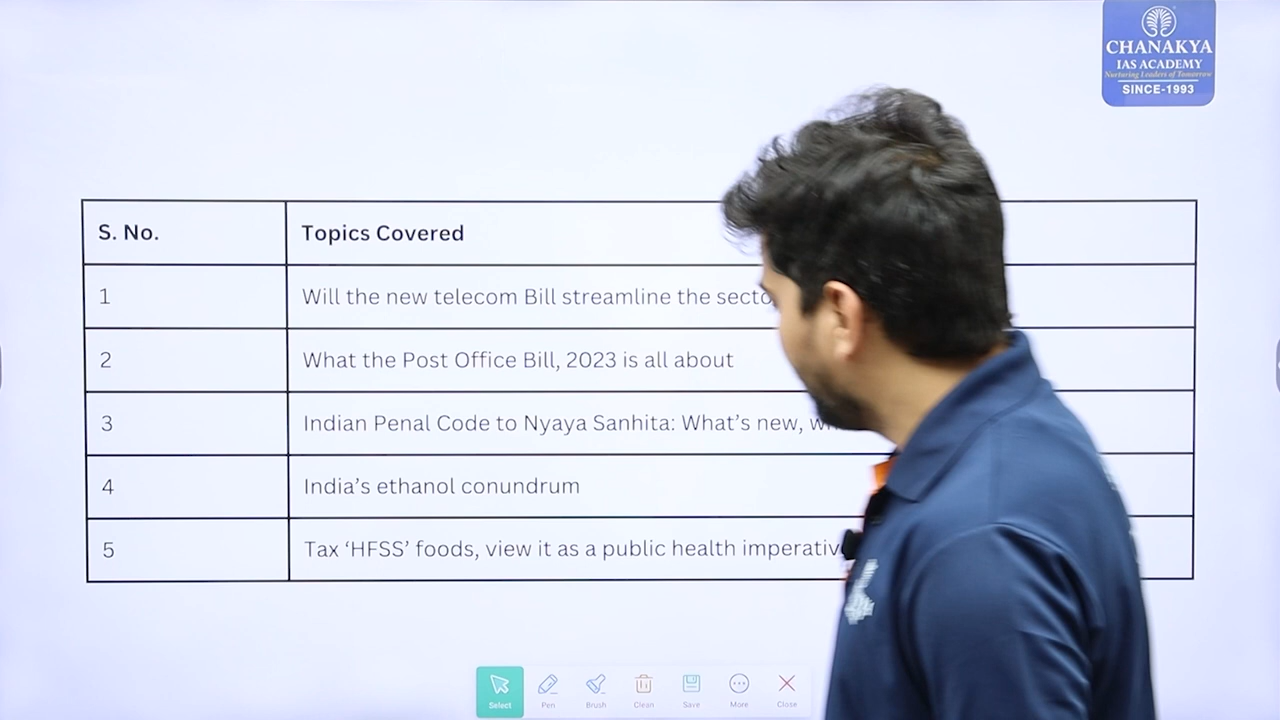 CHANAKYA
IAS ACADEMY
Nurturing Leaders of Tomorrow
SINCE-1993
S. No. Topics Covered
1 Will the new telecom Bill streamline the
2 What the Post Office Bill, 2023 is all about
3 Indian Penal Code to Nyaya Sanhita: What’s new,
4 India’s ethanol conundrum
5 Tax ‘HFSS’ foods, view it as a public health
Select Pen Brush Clean Save More Close